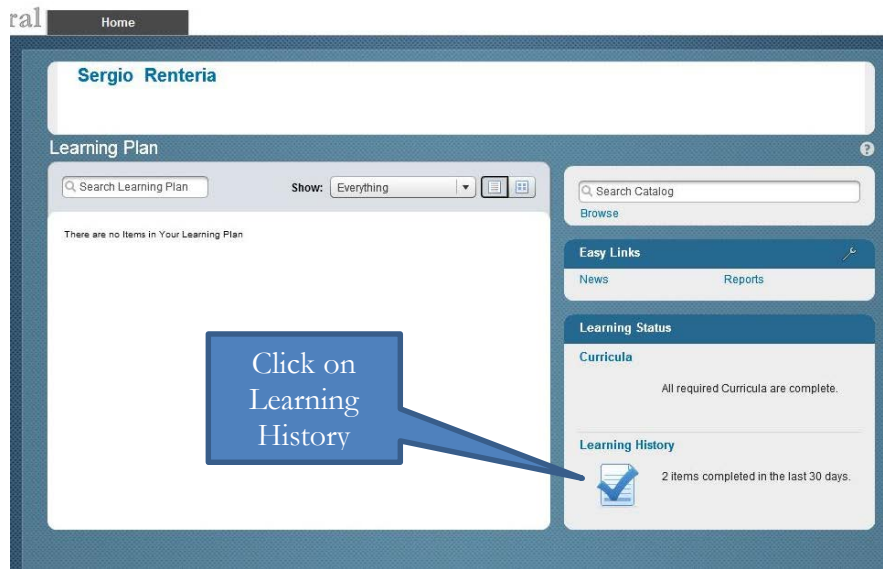 ral
Home
Sergio Renteria
Learning Plan
Search Learning Plan
Show: Everything
There are no Items in Your Learning Plan
Search Catalog
Browse
Easy Links
News Reports
Learning Status
Curricula
All required Curricula are complete.
Learning History
2 items completed in the last 30 days.
Click on
Learning
History